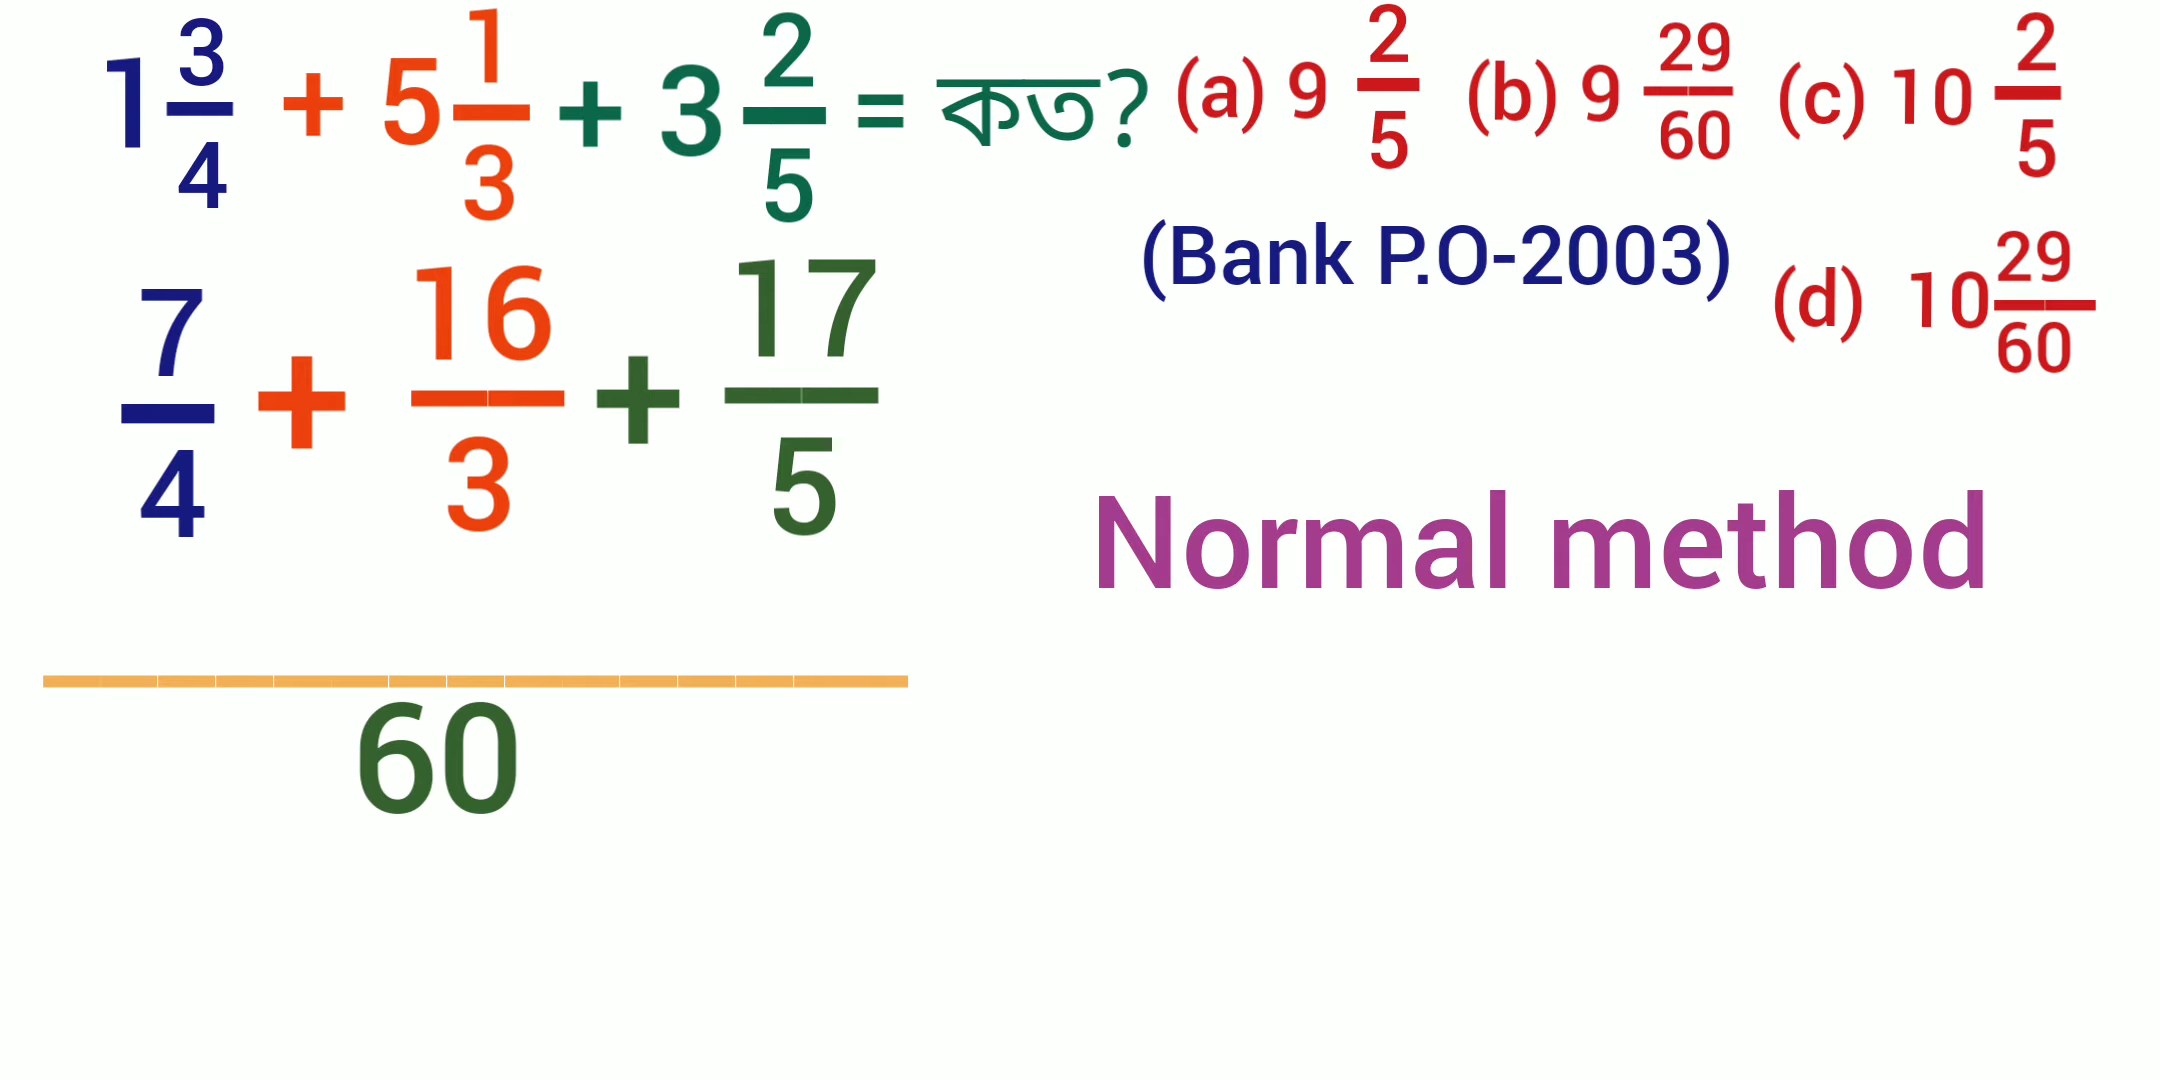 1 3/4 + 5 1/3 + 3 2/5 = কত? (a) 9 2/5 (b) 9 29/60 (c) 10 2/5
(Bank P.O-2003) (d) 10 29/60
7/4 + 16/3 + 17/5
Normal method
60